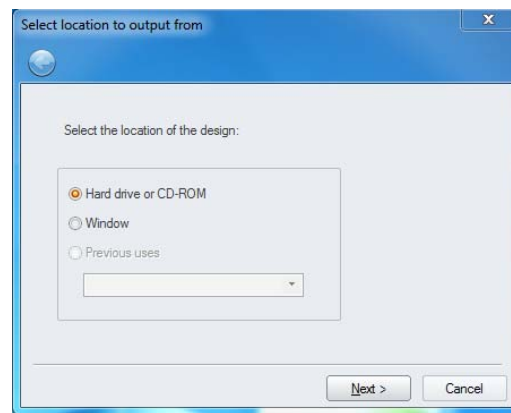 Select location to output from
X
Select the location of the design:
Hard drive or CD-ROM
Window
Previous uses
Next >
Cancel